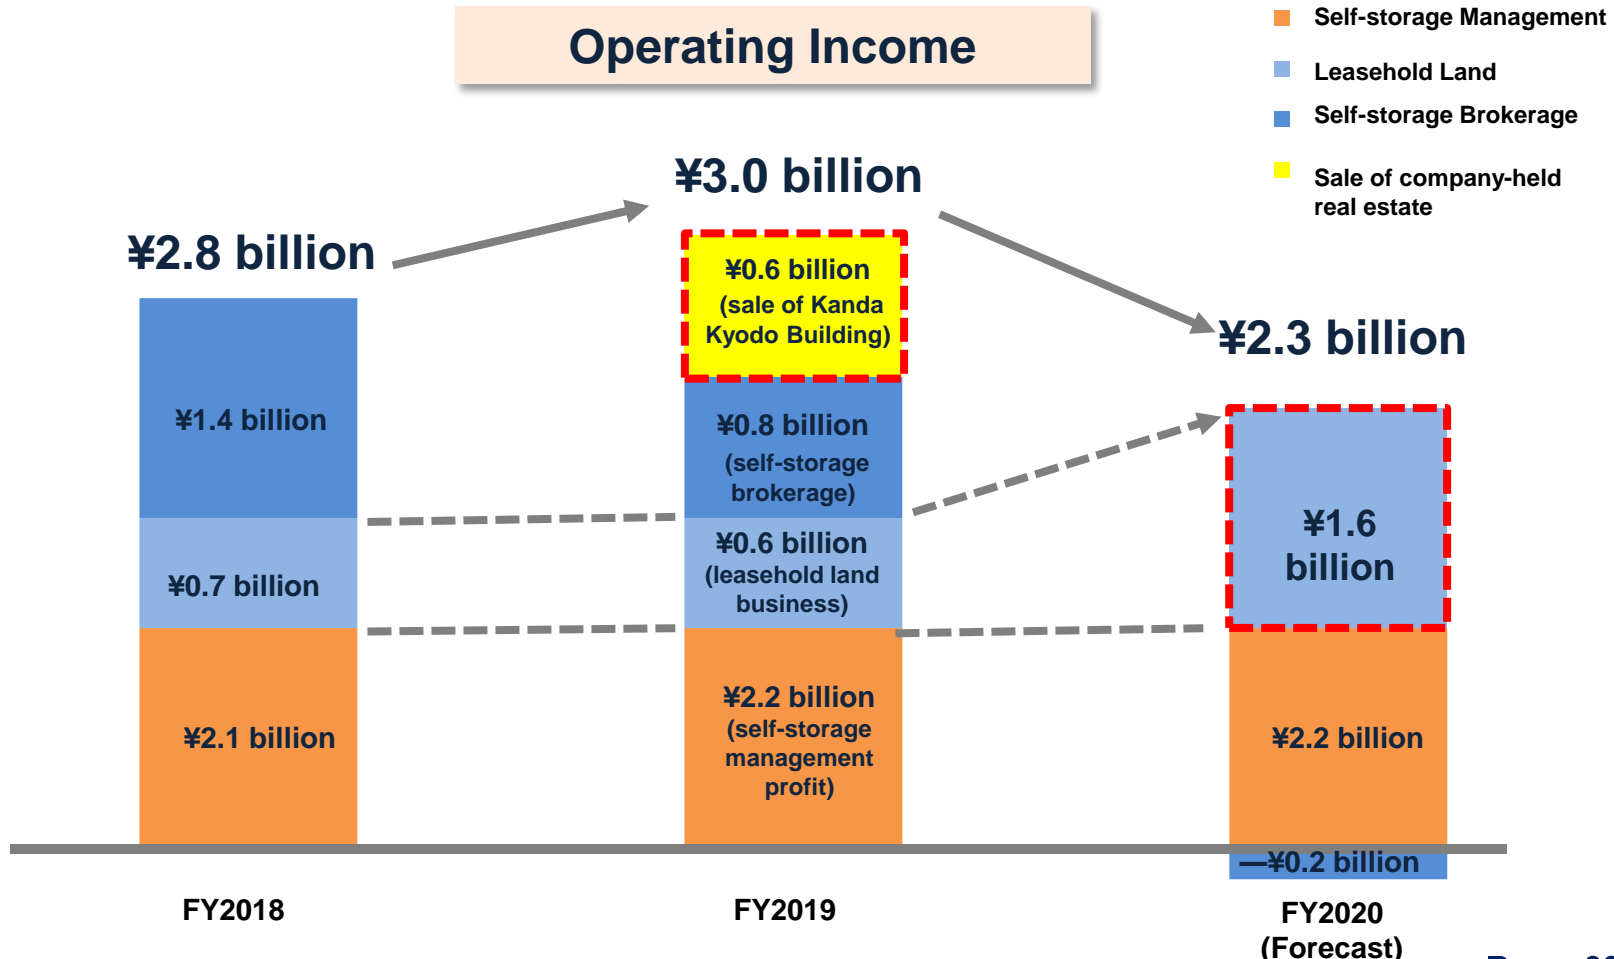 Operating Income
Self-storage Management
Leasehold Land
Self-storage Brokerage
Sale of company-held
real estate
¥2.8 billion
¥3.0 billion
¥2.3 billion
¥1.4 billion
¥0.7 billion
¥2.1 billion
¥0.6 billion
(sale of Kanda
Kyodo Building)
¥0.8 billion
(self-storage
brokerage)
¥0.6 billion
(leasehold land
business)
¥2.2 billion
(self-storage
management
profit)
¥1.6
billion
¥2.2 billion
—¥0.2 billion
FY2018
FY2019
FY2020
(Forecast)